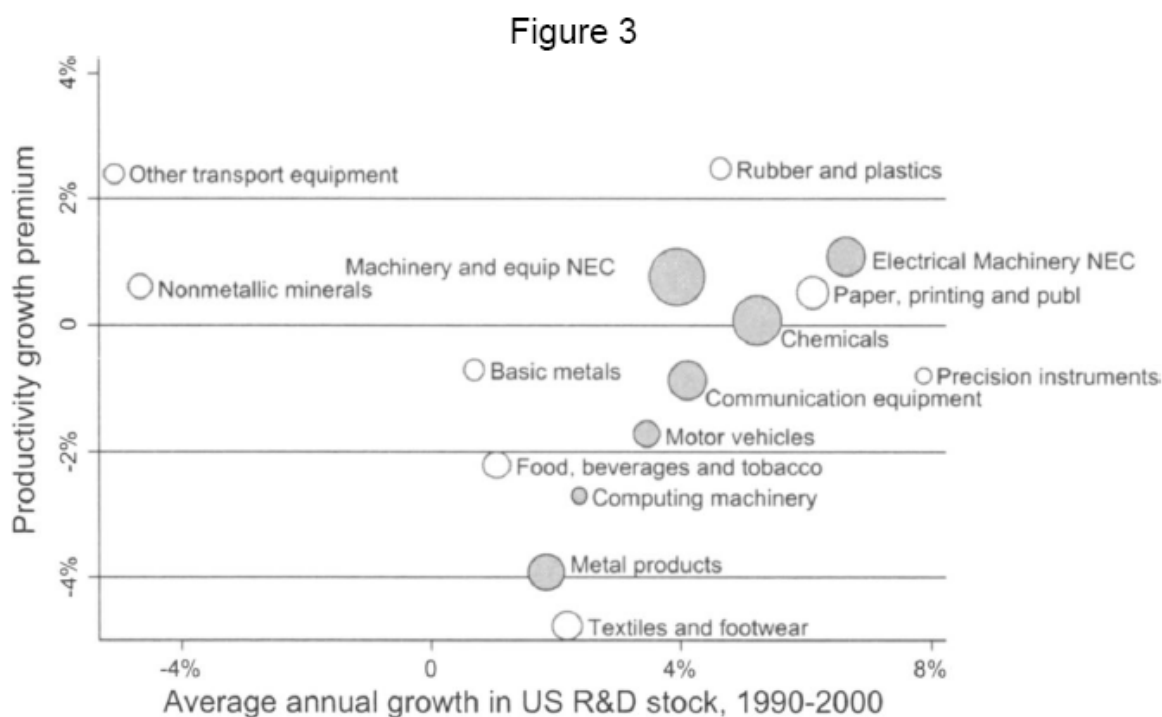 Figure 3
Productivity growth premium
4%
2%
0
-2%
-4%
Other transport equipment
Rubber and plastics
Machinery and equip NEC
Electrical Machinery NEC
Nonmetallic minerals
Paper, printing and publ
Chemicals
Basic metals
Precision instruments
Communication equipment
Motor vehicles
Food, beverages and tobacco
Computing machinery
Metal products
Textiles and footwear
-4%
0
4%
8%
Average annual growth in US R&D stock, 1990-2000